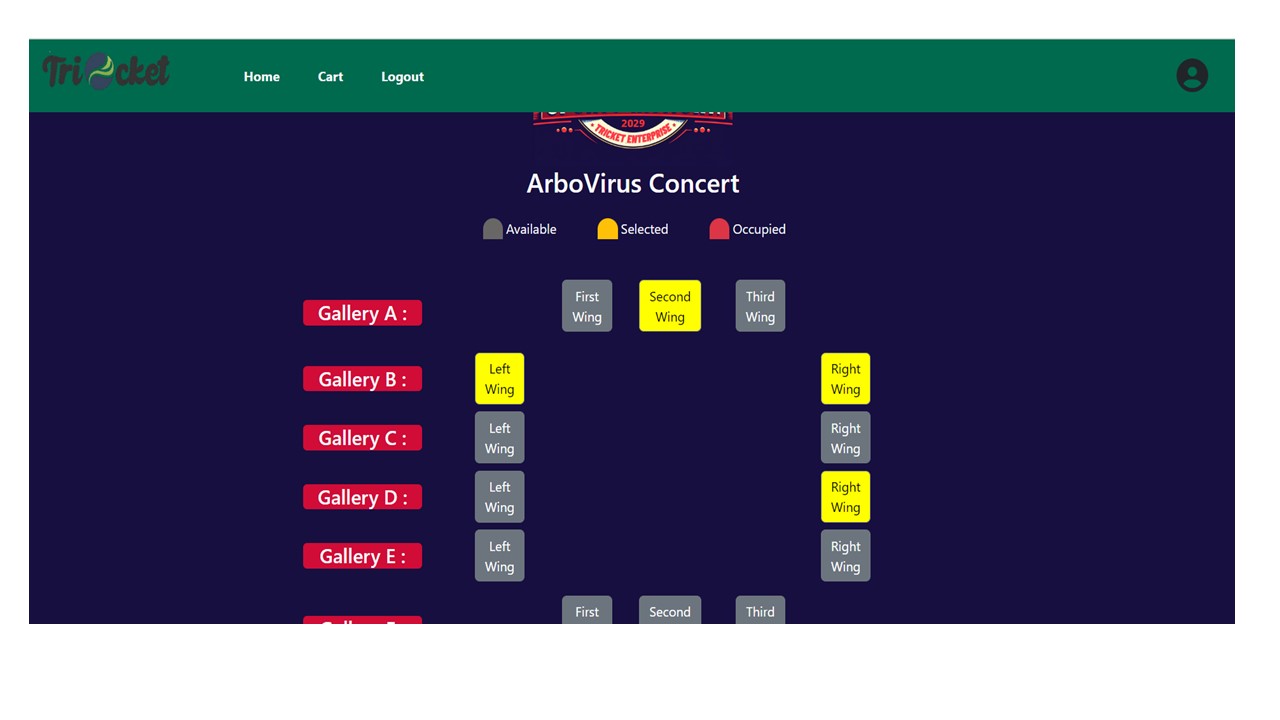 Tricket
Home Cart Logout
2029
TRICKET ENTERPRISE
ArboVirus Concert
Available Selected Occupied
First Second Third
Wing Wing Wing
Gallery A :
Left Right
Gallery B :
Wing Wing
Left Right
Gallery C :
Wing Wing
Left Right
Gallery D :
Wing Wing
Left Right
Gallery E :
Wing Wing
First Second Third